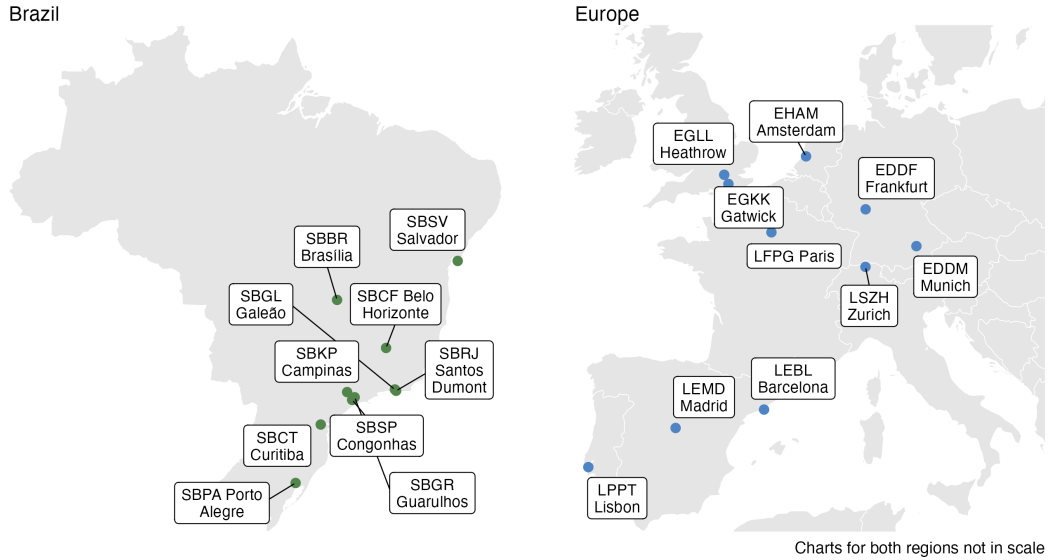 Brazil
SBSV
Salvador
SBBR
Brasília
SBGL
Galeão
SBCF Belo
Horizonte
SBKP
Campinas
SBRJ
Santos
Dumont
SBSP
Congonhas
SBCT
Curitiba
SBGR
Guarulhos
SBPA Porto
Alegre
Europe
EHAM
Amsterdam
EGLL
Heathrow
EDDF
Frankfurt
EGKK
Gatwick
LFPG Paris
EDDM
Munich
LSZH
Zurich
LEBL
Barcelona
LEMD
Madrid
LPPT
Lisbon
Charts for both regions not in scale